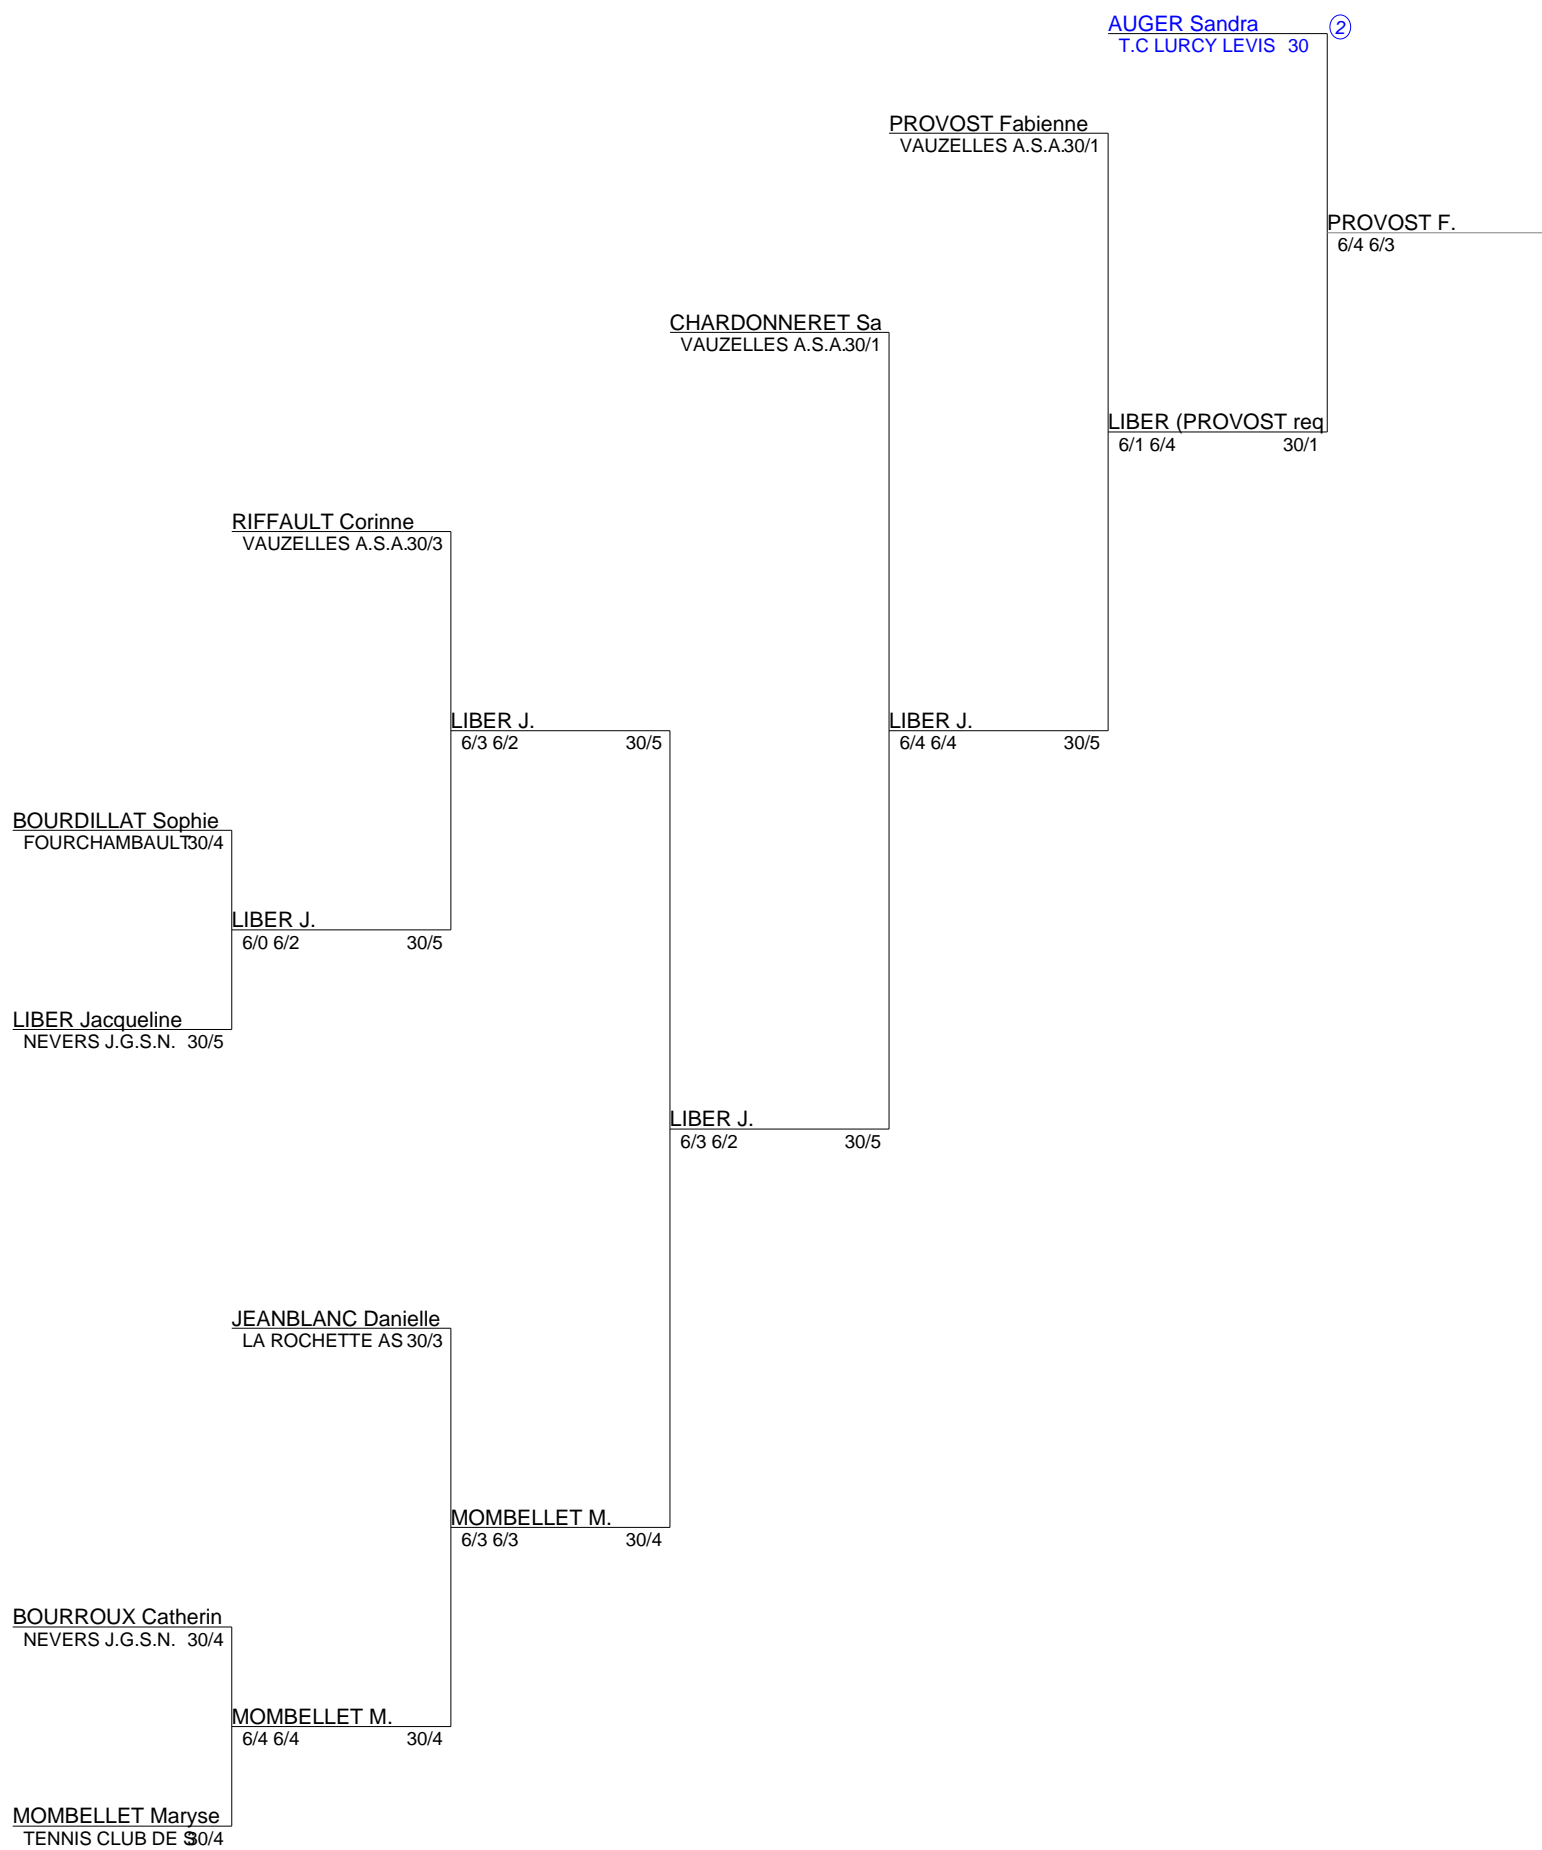 AUGER Sandra 2
T.C LURCY LEVIS 30
PROVOST Fabienne
VAUZELLES A.S.A. 30/1
PROVOST F.
6/4 6/3
CHARDONNERET Sa
VAUZELLES A.S.A. 30/1
LIBER (PROVOST req
6/1 6/4 30/1
RIFFAULT Corinne
VAUZELLES A.S.A. 30/3
LIBER J.
6/3 6/2 30/5
LIBER J.
6/4 6/4 30/5
BOURDILLAT Sophie
FOURCHAMBAULT 30/4
LIBER J.
6/0 6/2 30/5
LIBER Jacqueline
NEVERS J.G.S.N. 30/5
LIBER J.
6/3 6/2 30/5
JEANBLANC Danielle
LA ROCHETTE AS 30/3
MOMBELLET M.
6/3 6/3 30/4
BOURROUX Catherin
NEVERS J.G.S.N. 30/4
MOMBELLET M.
6/4 6/4 30/4
MOMBELLET Maryse
TENNIS CLUB DE S 30/4